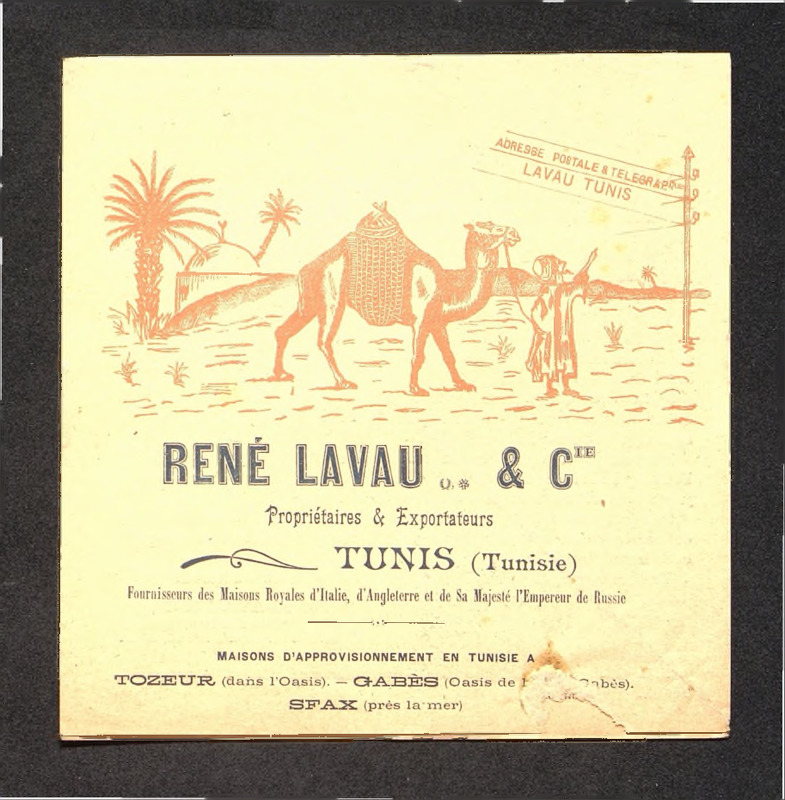 ADRESSE POSTALE & TELEGRAPHIQUE
LAVAU TUNIS
RENÉ LAVAU O.* & CIE
Propriétaires & Exportateurs
TUNIS (Tunisie)
Fournisseurs des Maisons Royales d'Italie, d'Angleterre et de Sa Majesté l'Empereur de Russie
MAISONS D'APPROVISIONNEMENT EN TUNISIE A
TOZEUR (dans l'Oasis). — GABÈS (Oasis de Gabès).
SFAX (près la mer)